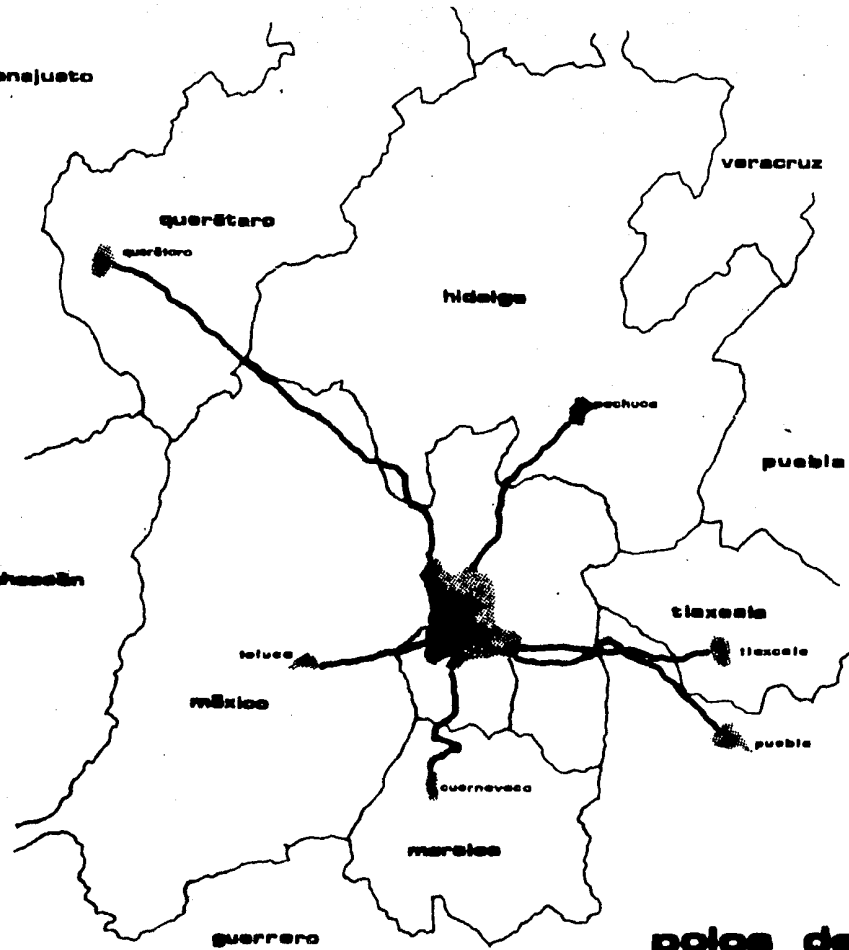 veracruz
querétaro
querétaro
hidalgo
pachuca
puebla
tlaxcala
tlaxcala
toluca
méxico
puebla
cuernavaca
morelos
guerrero
polos de